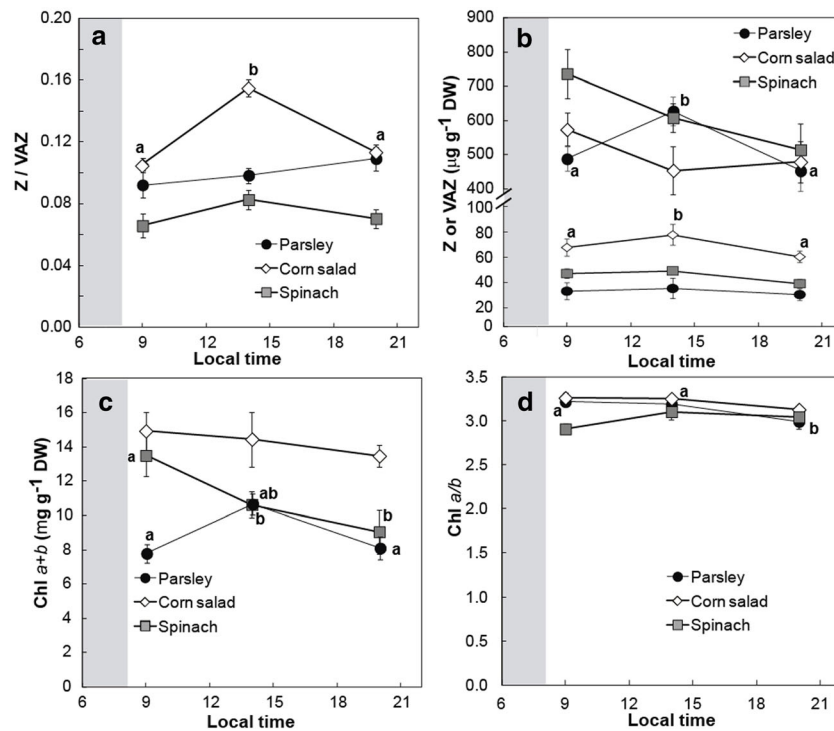 a
0.20
0.16
0.12
0.08
0.04
0.00
Z / VAZ
a
b
a
Parsley
Corn salad
Spinach
6 9 12 15 18 21
Local time
b
900
800
700
600
500
400
100
80
60
40
20
0
Z or VAZ (µg g-1 DW)
Parsley
Corn salad
Spinach
b
a
a
a
b
a
6 9 12 15 18 21
Local time
c
18
16
14
12
10
8
6
4
2
0
Chl a+b (mg g-1 DW)
a
ab
a
b
b
a
Parsley
Corn salad
Spinach
6 9 12 15 18 21
Local time
d
3.5
3.0
2.5
2.0
1.5
1.0
0.5
0.0
Chl a/b
a
a
b
Parsley
Corn salad
Spinach
6 9 12 15 18 21
Local time